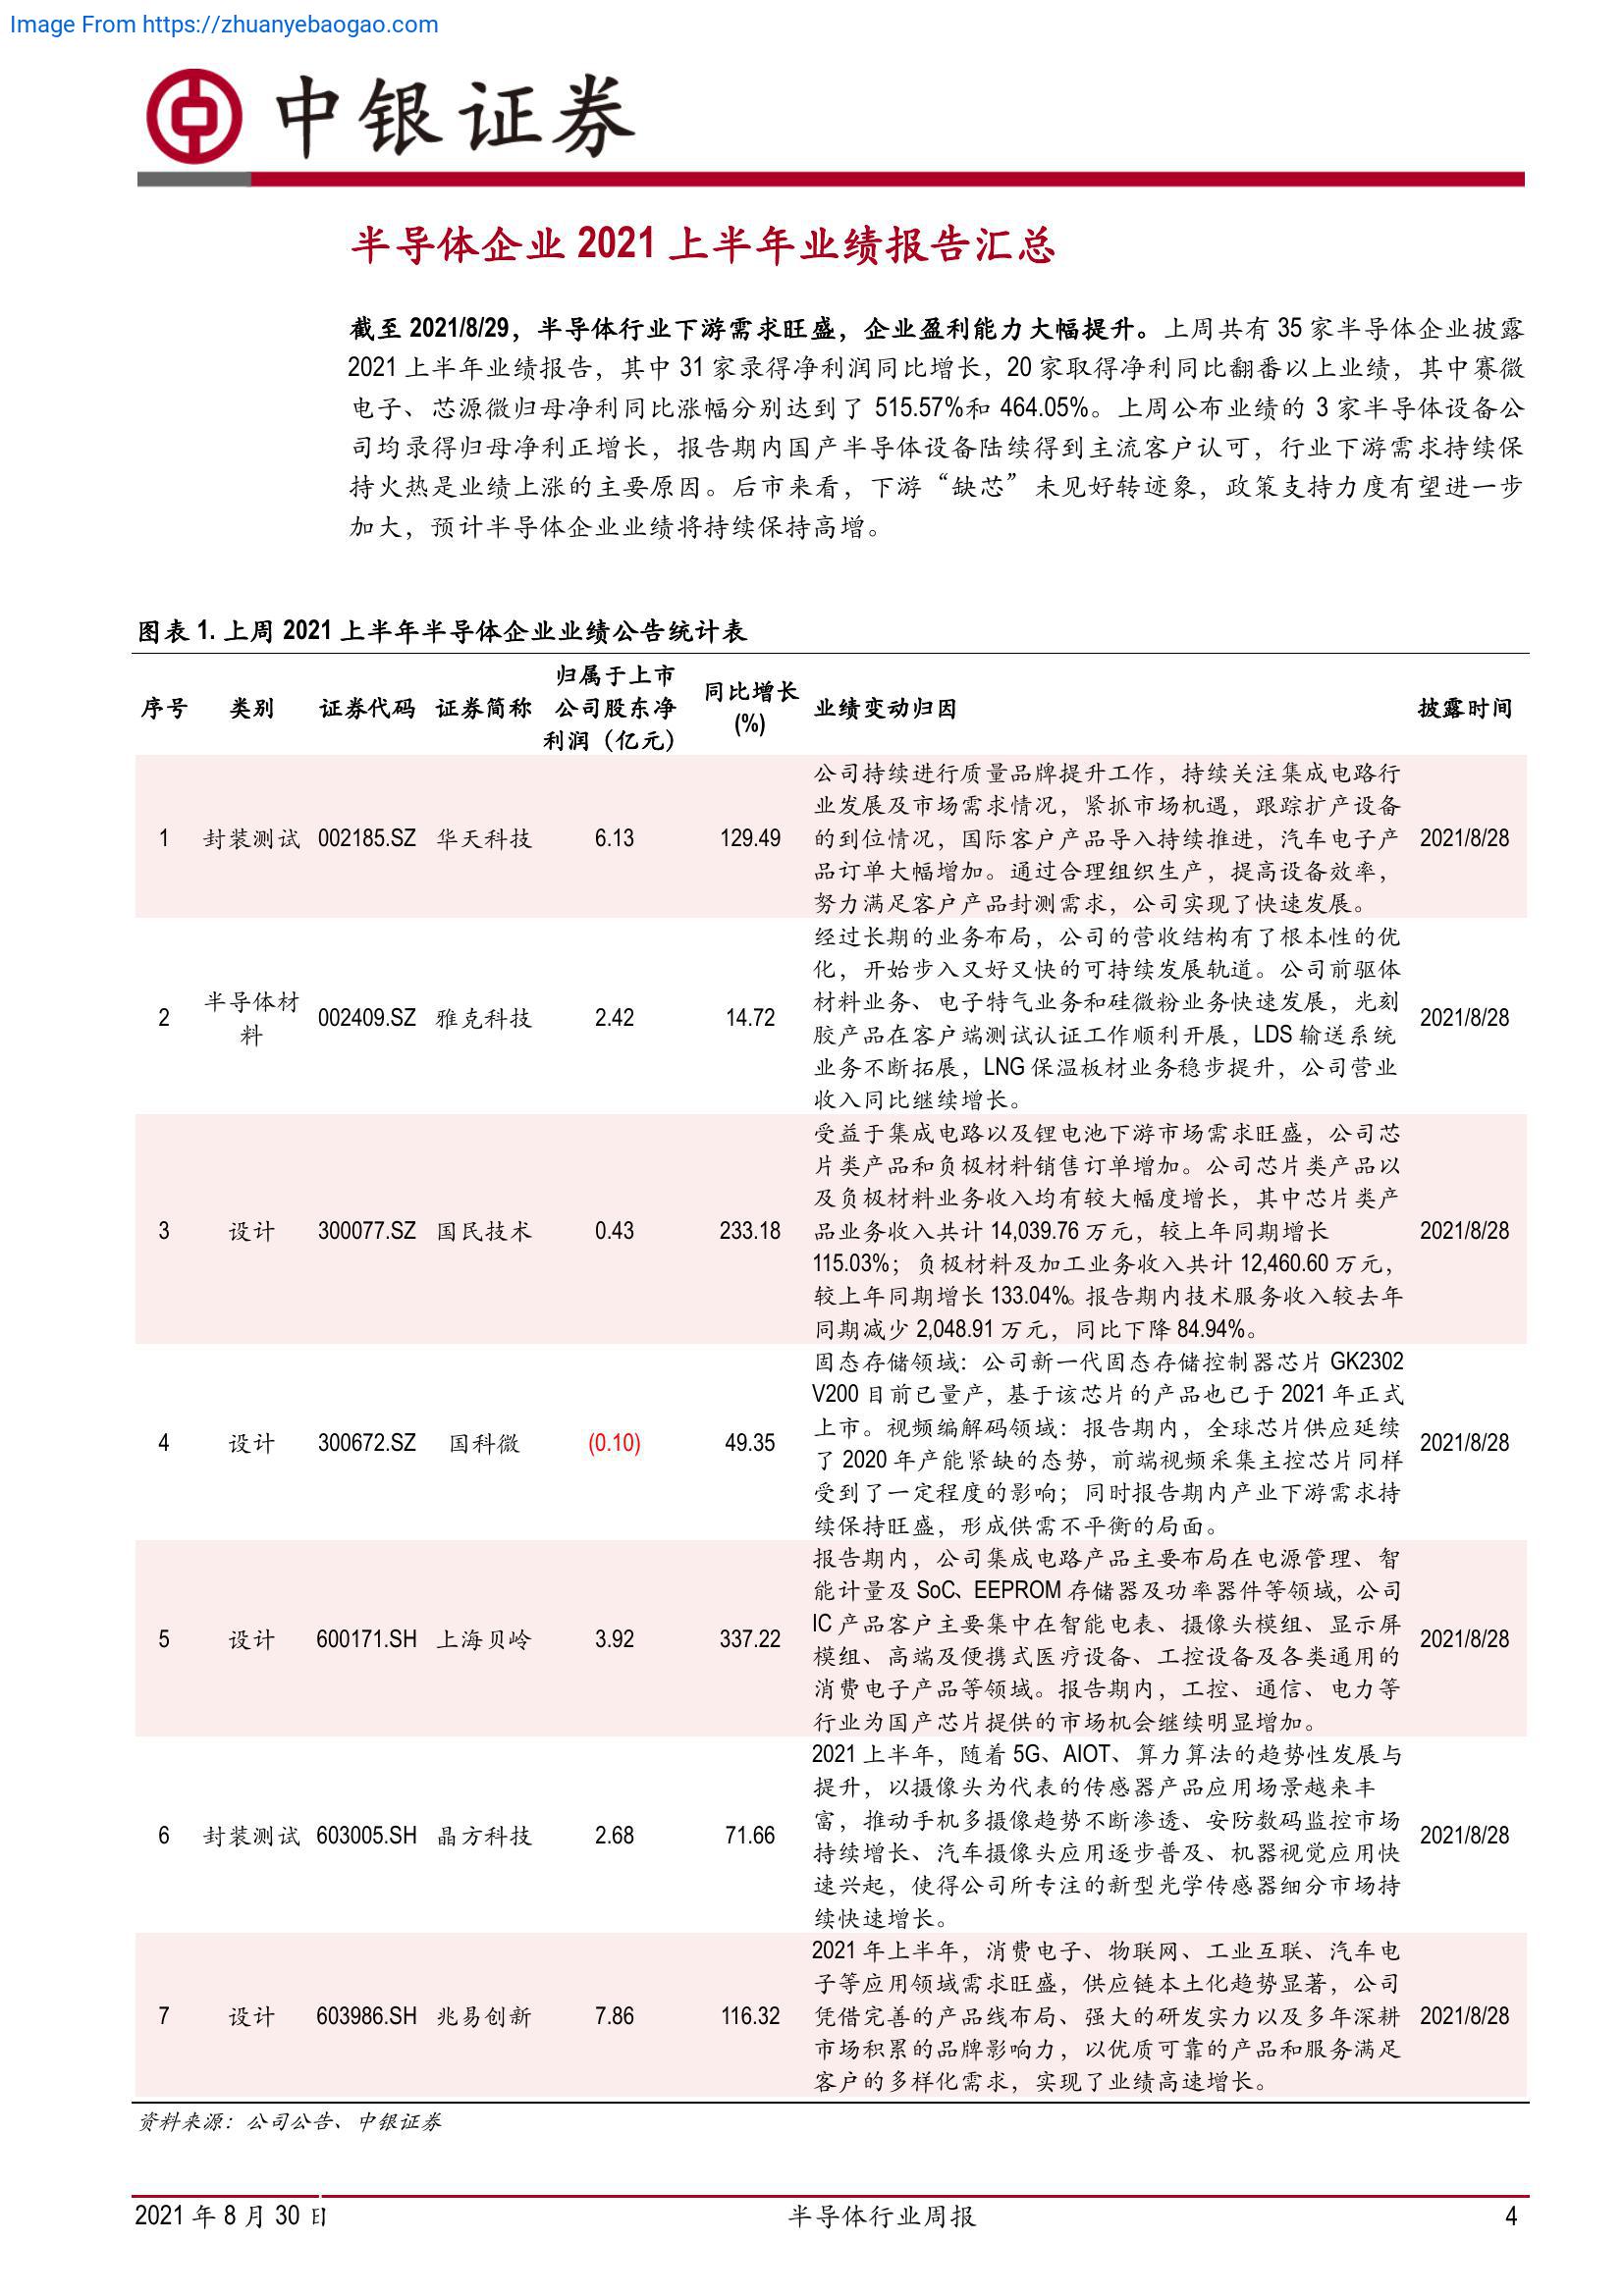 Image From https://zhuanyebaogao.com
中银证券
半导体企业 2021 上半年业绩报告汇总
截至 2021/8/29，半导体行业下游需求旺盛，企业盈利能力大幅提升。上周共有 35 家半导体企业披露
2021 上半年业绩报告，其中 31 家录得净利润同比增长，20 家取得净利同比翻番以上业绩，其中赛微
电子、芯源微归母净利同比涨幅分别达到了 515.57%和 464.05%。上周公布业绩的 3 家半导体设备公
司均录得归母净利正增长，报告期内国产半导体设备陆续得到主流客户认可，行业下游需求持续保
持火热是业绩上涨的主要原因。后市来看，下游“缺芯”未见好转迹象，政策支持力度有望进一步
加大，预计半导体企业业绩将持续保持高增。
图表 1. 上周 2021 上半年半导体企业业绩公告统计表
序号 类别 证券代码 证券简称 归属于上市
公司股东净
利润（亿元） 同比增长
(%) 业绩变动归因 披露时间
1 封装测试 002185.SZ 华天科技 6.13 129.49 公司持续进行质量品牌提升工作，持续关注集成电路行
业发展及市场需求情况，紧抓市场机遇，跟踪扩产设备
的到位情况，国际客户产品导入持续推进，汽车电子产
品订单大幅增加。通过合理组织生产，提高设备效率，
努力满足客户产品封测需求，公司实现了快速发展。 2021/8/28
2 半导体材
料 002409.SZ 雅克科技 2.42 14.72 经过长期的业务布局，公司的营收结构有了根本性的优
化，开始步入又好又快的可持续发展轨道。公司前驱体
材料业务、电子特气业务和硅微粉业务快速发展，光刻
胶产品在客户端测试认证工作顺利开展，LDS 输送系统
业务不断拓展，LNG 保温板材业务稳步提升，公司营业
收入同比继续增长。 2021/8/28
3 设计 300077.SZ 国民技术 0.43 233.18 受益于集成电路以及锂电池下游市场需求旺盛，公司芯
片类产品和负极材料销售订单增加。公司芯片类产品以
及负极材料业务收入均有较大幅度增长，其中芯片类产
品业务收入共计 14,039.76 万元，较上年同期增长
115.03%；负极材料及加工业务收入共计 12,460.60 万元，
较上年同期增长 133.04%。报告期内技术服务收入较去年
同期减少 2,048.91 万元，同比下降 84.94%。 2021/8/28
4 设计 300672.SZ 国科微 (0.10) 49.35 固态存储领域：公司新一代固态存储控制器芯片 GK2302
V200 目前已量产，基于该芯片的产品也已于 2021 年正式
上市。视频编解码领域：报告期内，全球芯片供应延续
了 2020 年产能紧缺的态势，前端视频采集主控芯片同样
受到了一定程度的影响；同时报告期内产业下游需求持
续保持旺盛，形成供需不平衡的局面。 2021/8/28
5 设计 600171.SH 上海贝岭 3.92 337.22 报告期内，公司集成电路产品主要布局在电源管理、智
能计量及 SoC、EEPROM 存储器及功率器件等领域，公司
IC 产品客户主要集中在智能电表、摄像头模组、显示屏
模组、高端及便携式医疗设备、工控设备及各类通用的
消费电子产品等领域。报告期内，工控、通信、电力等
行业为国产芯片提供的市场机会继续明显增加。 2021/8/28
6 封装测试 603005.SH 晶方科技 2.68 71.66 2021 上半年，随着 5G、AIOT、算力算法的趋势性发展与
提升，以摄像头为代表的传感器产品应用场景越来丰
富，推动手机多摄像趋势不断渗透、安防数码监控市场
持续增长、汽车摄像头应用逐步普及、机器视觉应用快
速兴起，使得公司所专注的新型光学传感器细分市场持
续快速增长。 2021/8/28
7 设计 603986.SH 兆易创新 7.86 116.32 2021 年上半年，消费电子、物联网、工业互联、汽车电
子等应用领域需求旺盛，供应链本土化趋势显著，公司
凭借完善的产品线布局、强大的研发实力以及多年深耕
市场积累的品牌影响力，以优质可靠的产品和服务满足
客户的多样化需求，实现了业绩高速增长。 2021/8/28
资料来源：公司公告、中银证券
2021 年 8 月 30 日 半导体行业周报 4